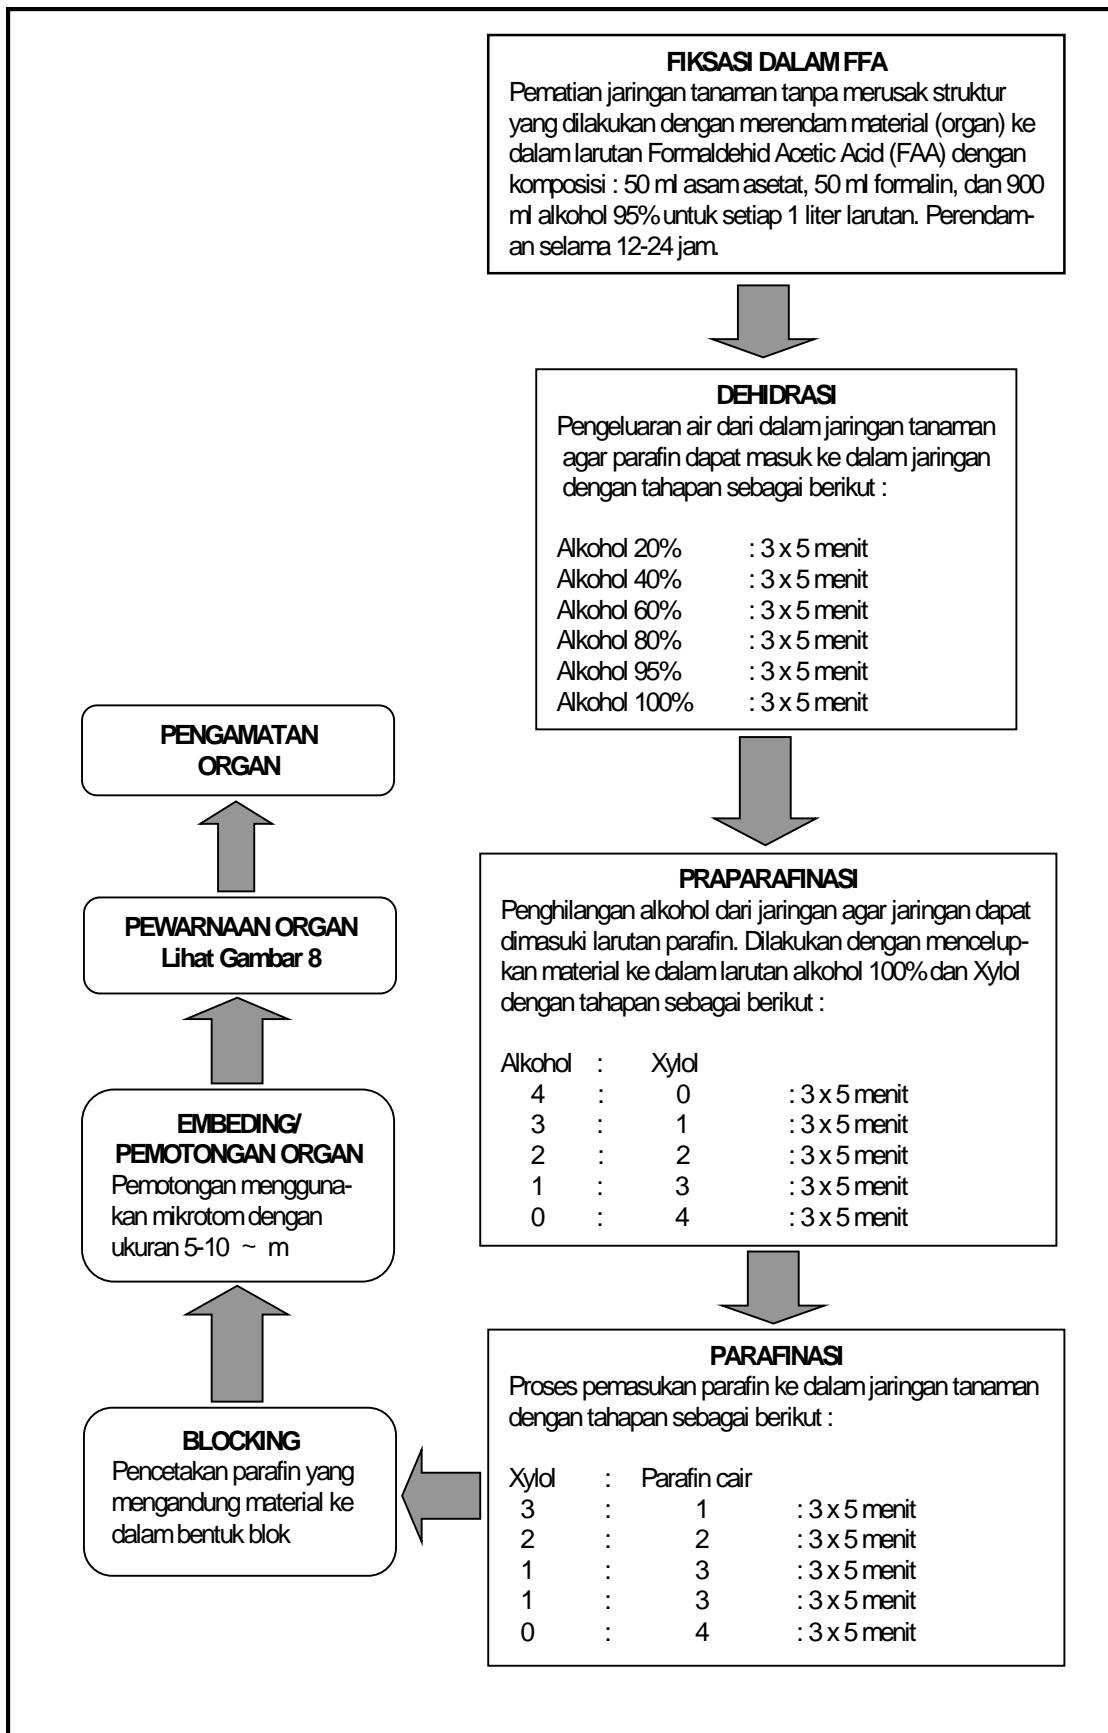 FIKSASI DALAM FFA
Pematian jaringan tanaman tanpa merusak struktur
yang dilakukan dengan merendam material (organ) ke
dalam larutan Formaldehid Acetic Acid (FAA) dengan
komposisi : 50 ml asam asetat, 50 ml formalin, dan 900
ml alkohol 95% untuk setiap 1 liter larutan. Perendam-
an selama 12-24 jam.
DEHIDRASI
Pengeluaran air dari dalam jaringan tanaman
agar parafin dapat masuk ke dalam jaringan
dengan tahapan sebagai berikut :
Alkohol 20% : 3 x 5 menit
Alkohol 40% : 3 x 5 menit
Alkohol 60% : 3 x 5 menit
Alkohol 80% : 3 x 5 menit
Alkohol 95% : 3 x 5 menit
Alkohol 100% : 3 x 5 menit
PRAPARAFINASI
Penghilangan alkohol dari jaringan agar jaringan dapat
dimasuki larutan parafin. Dilakukan dengan mencelup-
kan material ke dalam larutan alkohol 100% dan Xylol
dengan tahapan sebagai berikut :
Alkohol : Xylol
4 : 0 : 3 x 5 menit
3 : 1 : 3 x 5 menit
2 : 2 : 3 x 5 menit
1 : 3 : 3 x 5 menit
0 : 4 : 3 x 5 menit
PARAFINASI
Proses pemasukan parafin ke dalam jaringan tanaman
dengan tahapan sebagai berikut :
Xylol : Parafin cair
3 : 1 : 3 x 5 menit
2 : 2 : 3 x 5 menit
1 : 3 : 3 x 5 menit
1 : 3 : 3 x 5 menit
0 : 4 : 3 x 5 menit
BLOCKING
Pencetakan parafin yang
mengandung material ke
dalam bentuk blok
EMBEDING/
PEMOTONGAN ORGAN
Pemotongan mengguna-
kan mikrotom dengan
ukuran 5-10 ~ m
PEWARNAAN ORGAN
Lihat Gambar 8
PENGAMATAN
ORGAN